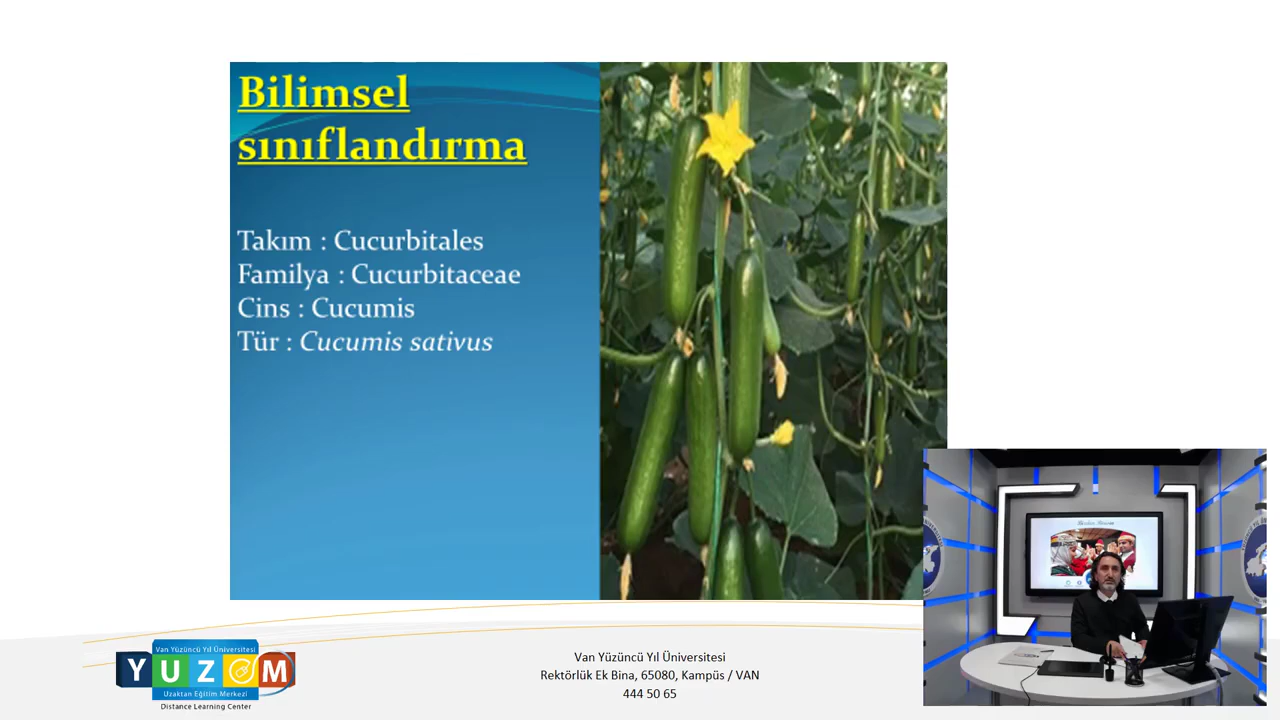 Bilimsel
sınıflandırma
Takım : Cucurbitales
Familya : Cucurbitaceae
Cins : Cucumis
Tür : Cucumis sativus
Van Yüzüncü Yıl Üniversitesi
YUZEM
Uzaktan Eğitim Merkezi
Distance Learning Center
Van Yüzüncü Yıl Üniversitesi
Rektörlük Ek Bina, 65080, Kampüs / VAN
444 50 65